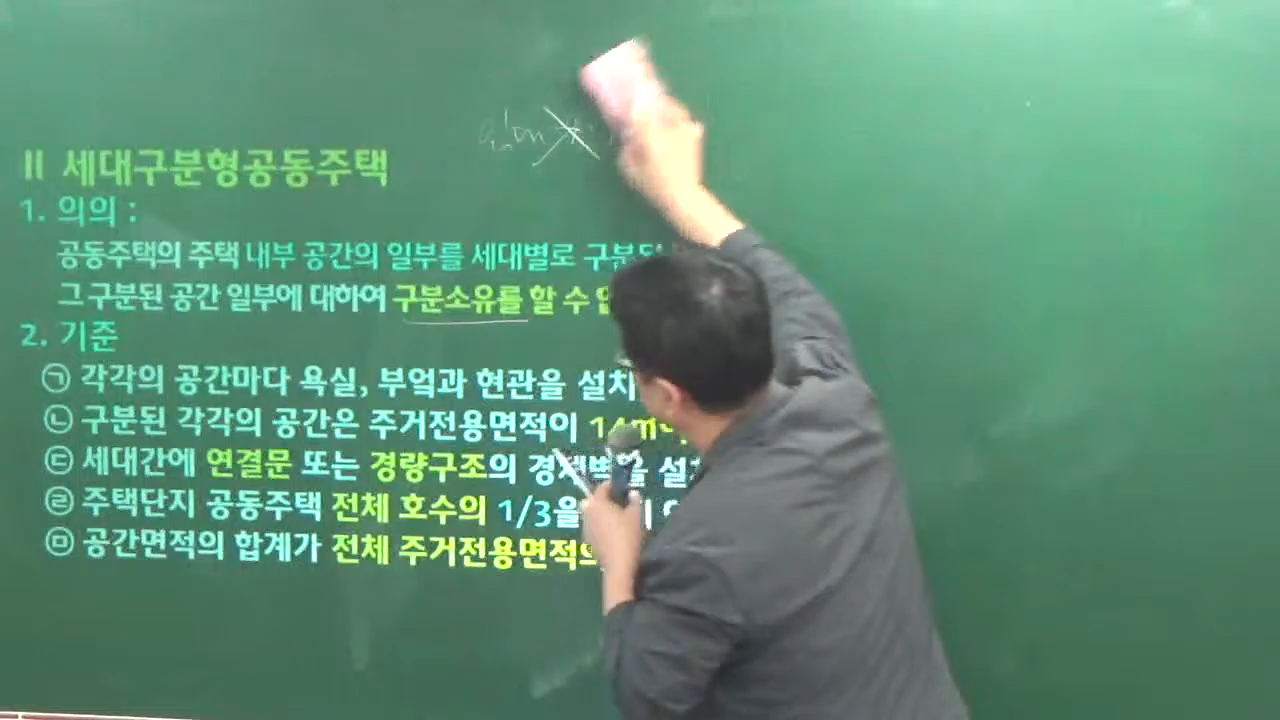 II 세대구분형공동주택
1. 의의 :
공동주택의 주택 내부 공간의 일부를 세대별로 구분
그 구분된 공간 일부에 대하여 구분소유를 할 수
2. 기준
㉠ 각각의 공간마다 욕실, 부엌과 현관을 설치
㉡ 구분된 각각의 공간은 주거전용면적이 14㎡
㉢ 세대간에 연결문 또는 경량구조의 경계벽을 설치
㉣ 주택단지 공동주택 전체 호수의 1/3을
㉤ 공간면적의 합계가 전체 주거전용면적의